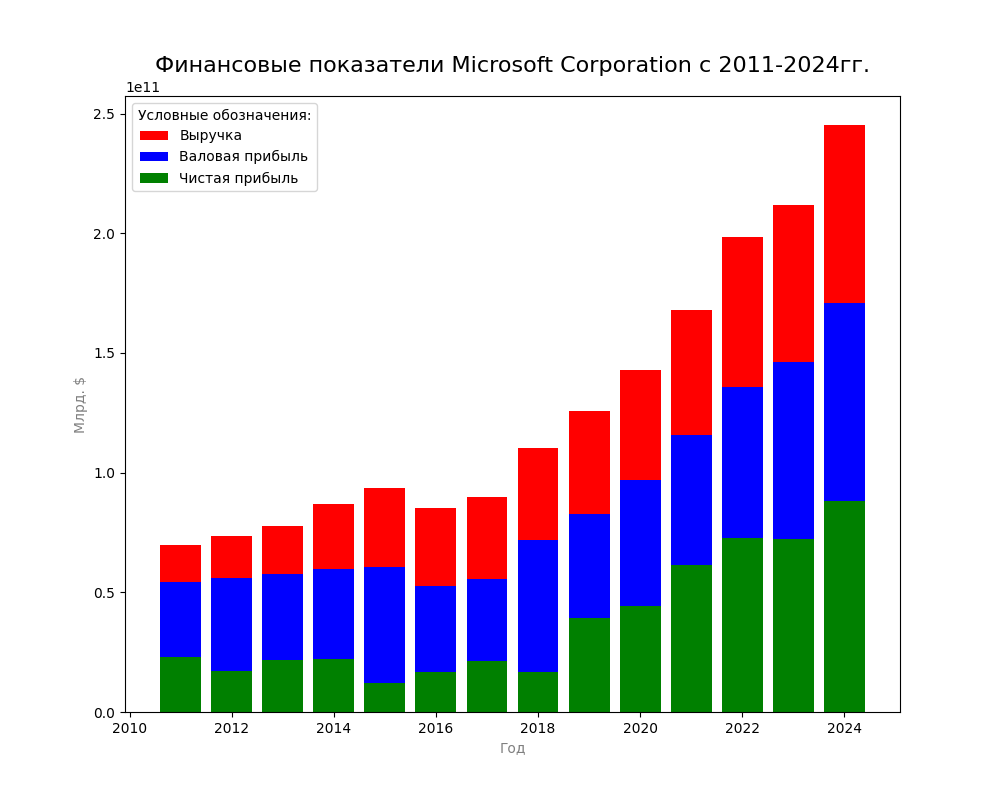 Финансовые показатели Microsoft Corporation с 2011-2024гг.
1e11
Условные обозначения:
Выручка
Валовая прибыль
Чистая прибыль
2.5
2.0
1.5
1.0
0.5
0.0
Млрд. $
2010 2012 2014 2016 2018 2020 2022 2024
Год